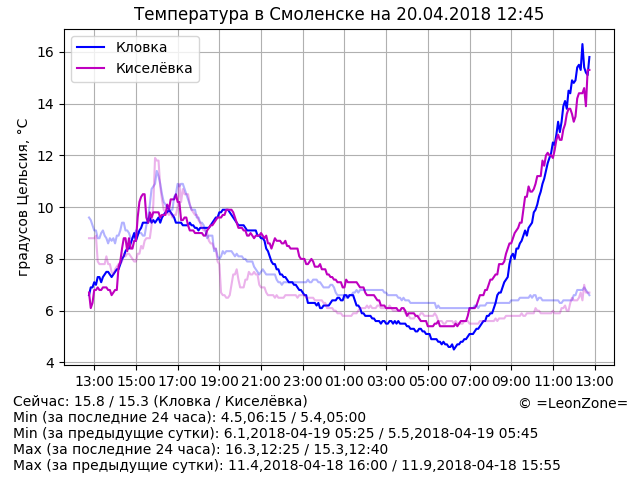 Температура в Смоленске на 20.04.2018 12:45
Кловка
Киселёвка
градусов Цельсия, °C
16
14
12
10
8
6
4
13:00 15:00 17:00 19:00 21:00 23:00 01:00 03:00 05:00 07:00 09:00 11:00 13:00
Сейчас: 15.8 / 15.3 (Кловка / Киселёвка)
© =LeonZone=
Min (за последние 24 часа): 4.5,06:15 / 5.4,05:00
Min (за предыдущие сутки): 6.1,2018-04-19 05:25 / 5.5,2018-04-19 05:45
Max (за последние 24 часа): 16.3,12:25 / 15.3,12:40
Max (за предыдущие сутки): 11.4,2018-04-18 16:00 / 11.9,2018-04-18 15:55